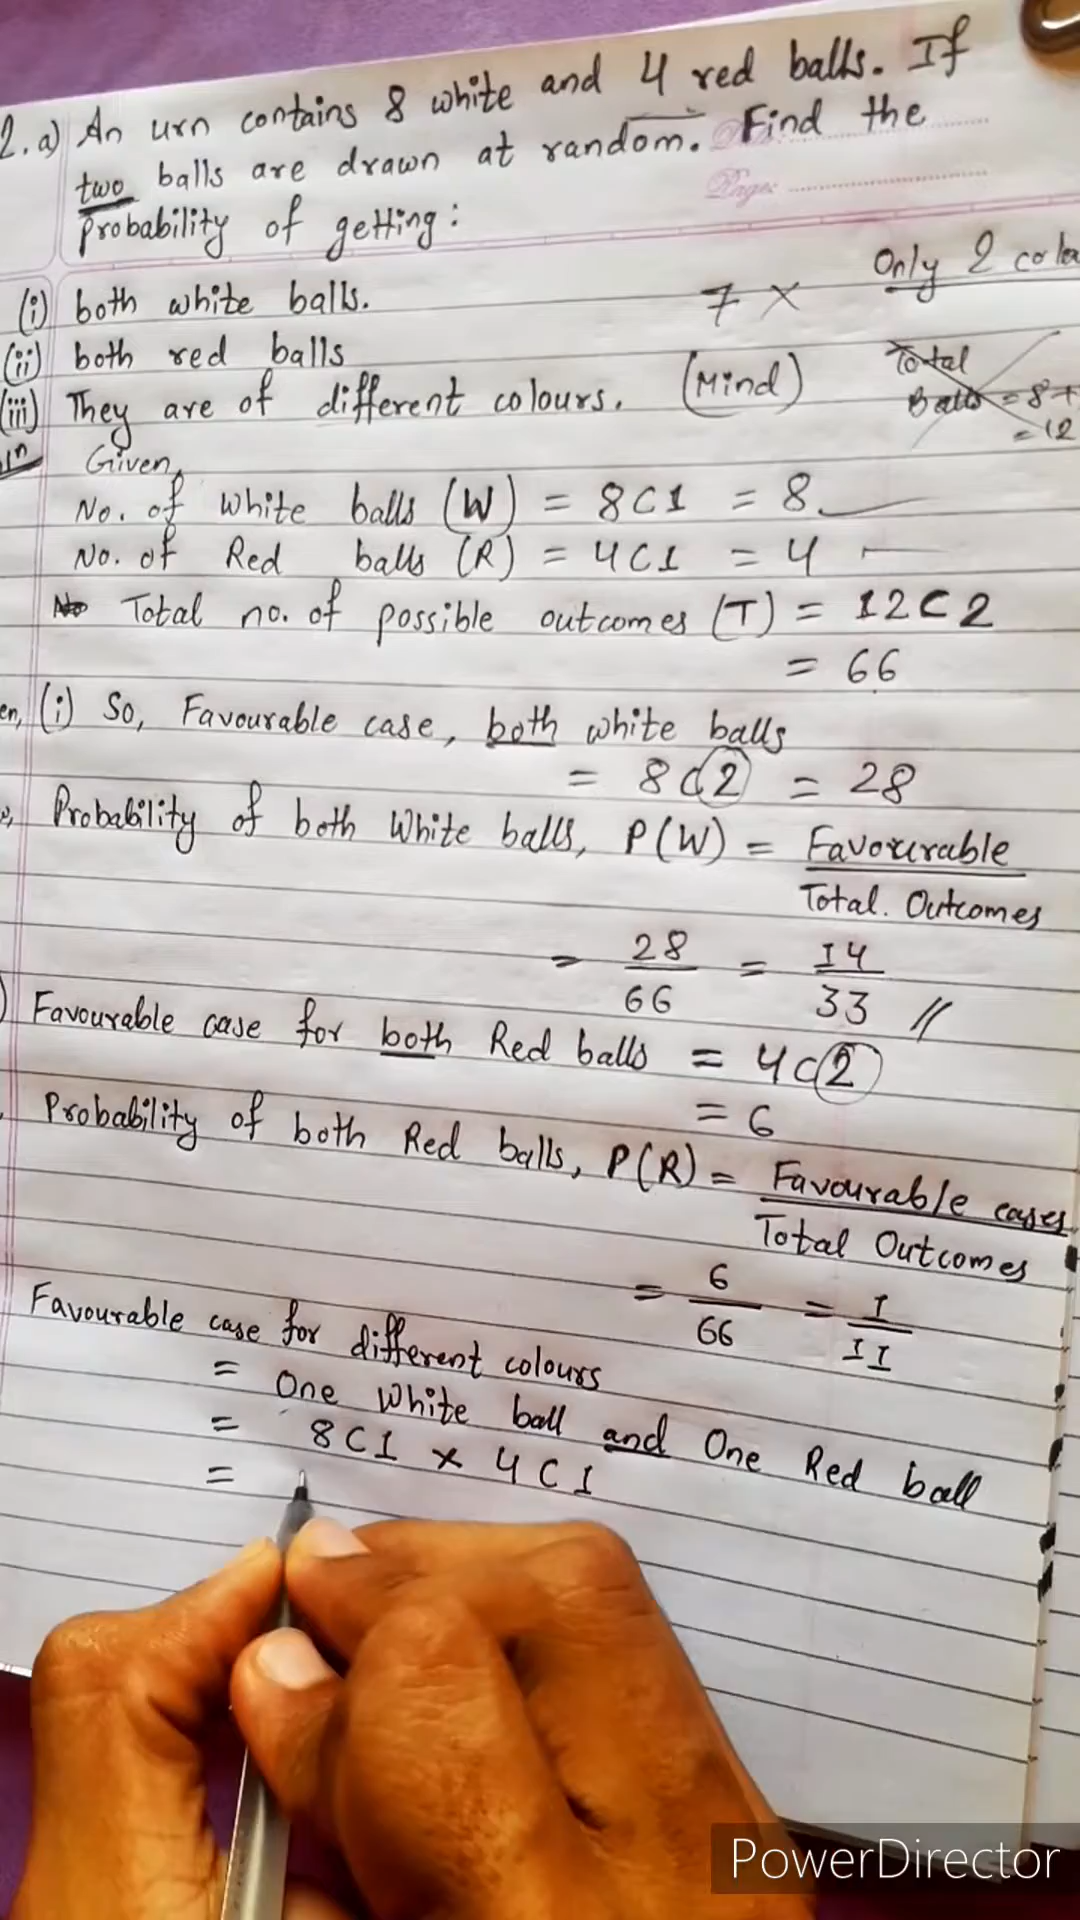 2. a) An urn contains 8 white and 4 red balls. If
two balls are drawn at random. Find the
Page:
probability of getting:
Only 2 colo
(i) both white balls.
7 ×
(ii) both red balls
Total
(iii) They are of different colours. (Mind)
Balls = 8 +
= 12
Given,
No. of white balls (W) = 8C1 = 8
No. of Red balls (R) = 4C1 = 4
No Total no. of possible outcomes (T) = 12C2
= 66
en, (i) So, Favourable case, both white balls
= 8C2 = 28
Probability of both White balls, P(W) = Favourable
Total. Outcomes
= 28/66 = 14/33 //
) Favourable case for both Red balls = 4C2
= 6
Probability of both Red balls, P(R) = Favourable cases
Total Outcomes
= 6/66 = 1/11
Favourable case for different colours
= One White ball and One Red ball
= 8C1 × 4C1
=
PowerDirector